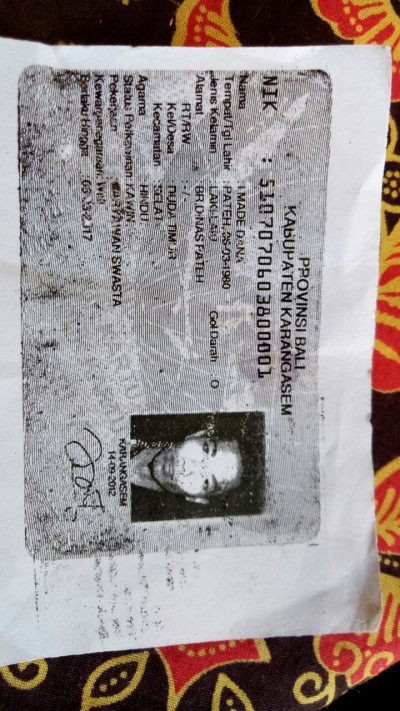 PROVINSI BALI
KABUPATEN KARANGASEM
NIK : 5107070603800001
Nama : I MADE
Tempat/Tgl Lahir : PATEH, 06-03-1980
Jenis Kelamin : LAKI-LAKI Gol Darah : O
Alamat BR.DINAS PATEH
RT/RW
Kel/Desa : DUDA TIMUR
Kecamatan : SELAT
Agama : HINDU
Status Perkawinan: KAWIN
Pekerjaan : KARYAWAN SWASTA
Kewarganegaraan: WNI
Berlaku Hingga : 06-03-2017
KARANGASEM
14-09-2012